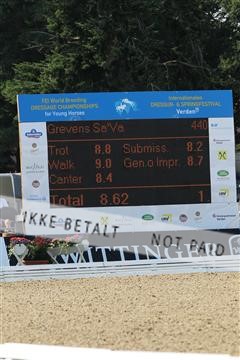 FEI World Breeding
DRESSAGE CHAMPIONSHIPS
for Young Horses
Internationales
DRESSUR- & SPRINGFESTIVAL
Verden
Grevens Sa'Va 440
Trot 8.8 Submiss. 8.2
Walk 9.0 Gen.o Impr. 8.7
Canter 8.4
Total 8.62 1
IKKE BETALT
NOT PAID